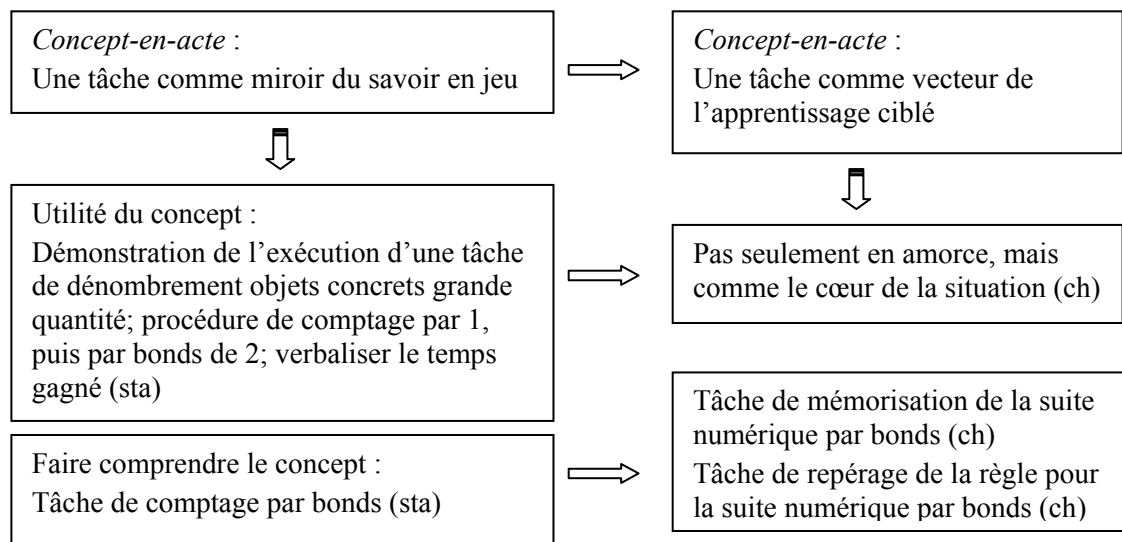 Concept-en-acte :
Une tâche comme miroir du savoir en jeu
Concept-en-acte :
Une tâche comme vecteur de
l’apprentissage ciblé
Utilité du concept :
Démonstration de l’exécution d’une tâche
de dénombrement objets concrets grande
quantité; procédure de comptage par 1,
puis par bonds de 2; verbaliser le temps
gagné (sta)
Pas seulement en amorce, mais
comme le cœur de la situation (ch)
Faire comprendre le concept :
Tâche de comptage par bonds (sta)
Tâche de mémorisation de la suite
numérique par bonds (ch)
Tâche de repérage de la règle pour
la suite numérique par bonds (ch)